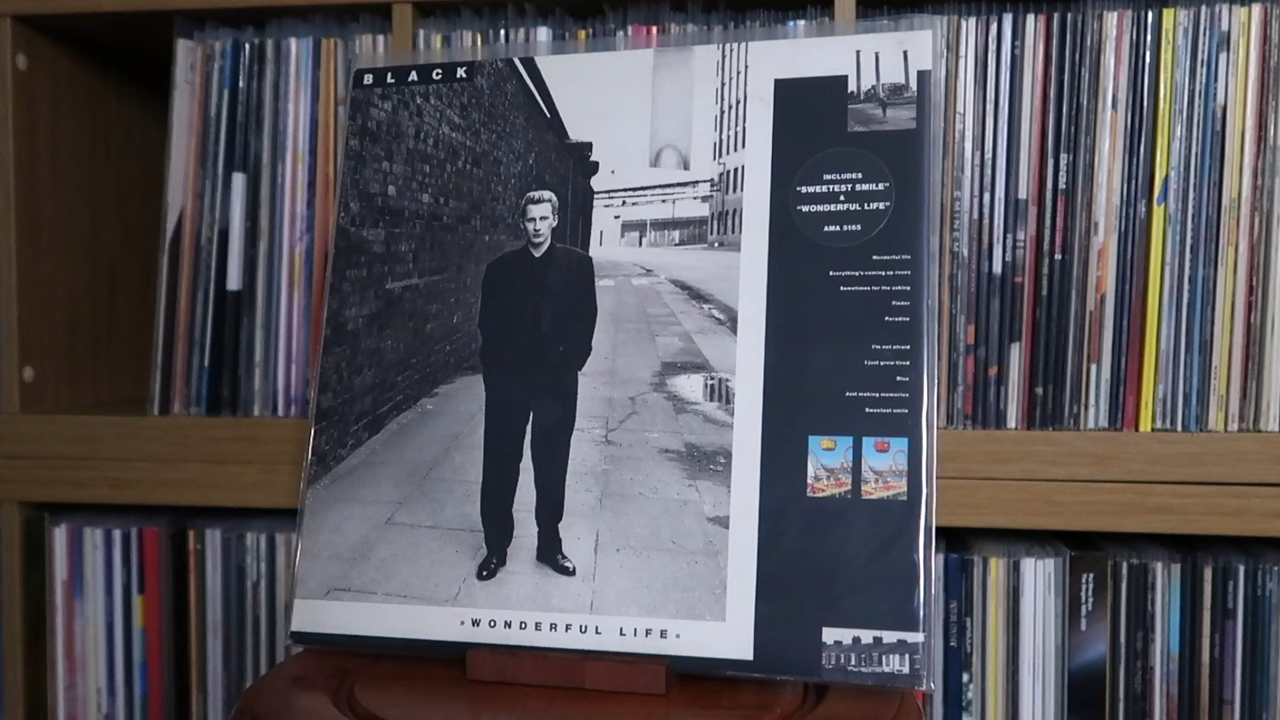 BLACK
INCLUDES
"SWEETEST SMILE"
&
"WONDERFUL LIFE"
AMA 5165
Wonderful life
Everything's coming up roses
Sometimes for the asking
Finder
Paradise
I'm not afraid
I just grew tired
Blue
Just making memories
Sweetest smile
»WONDERFUL LIFE«
EMINEM